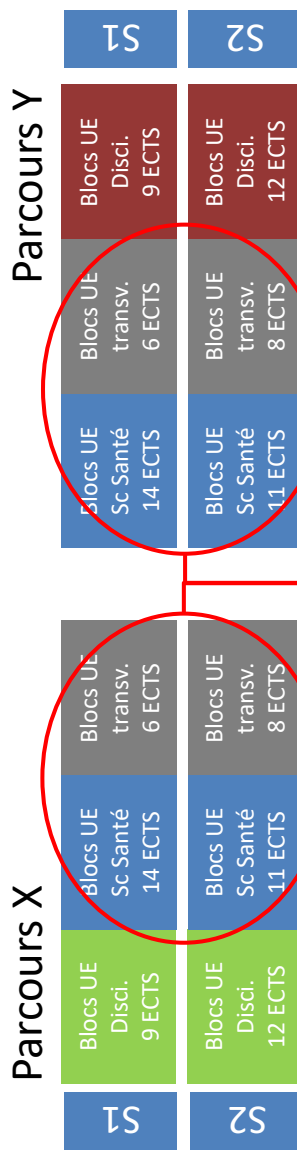 Parcours X
Parcours Y
S1
Blocs UE
Disci.
9 ECTS
Blocs UE
Sc Santé
14 ECTS
Blocs UE
transv.
6 ECTS
Blocs UE
Sc Santé
14 ECTS
Blocs UE
transv.
6 ECTS
Blocs UE
Disci.
9 ECTS
S1
S2
Blocs UE
Disci.
12 ECTS
Blocs UE
Sc Santé
11 ECTS
Blocs UE
transv.
8 ECTS
Blocs UE
Sc Santé
11 ECTS
Blocs UE
transv.
8 ECTS
Blocs UE
Disci.
12 ECTS
S2